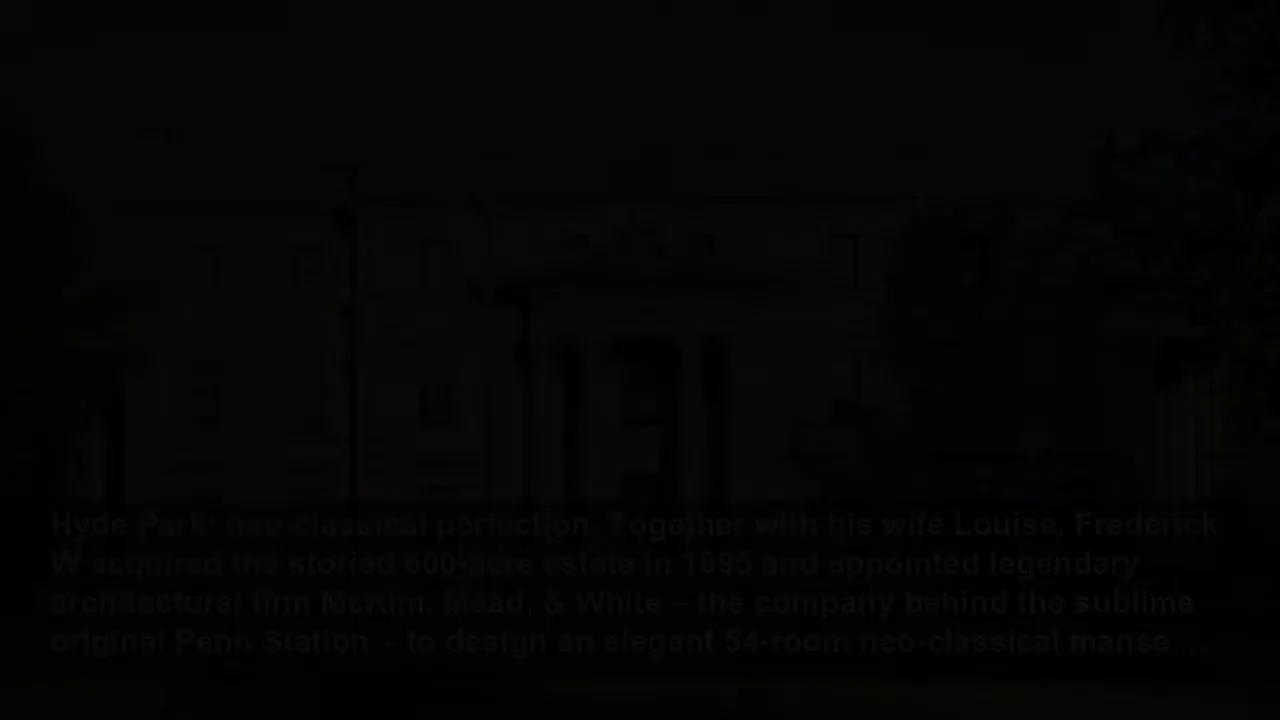 Hyde Park: neo-classical perfection. Together with his wife Louise, Frederick
W acquired the storied 600-acre estate in 1895 and appointed legendary
architectural firm McKim, Mead, & White – the company behind the sublime
original Penn Station – to design an elegant 54-room neo-classical manse ...